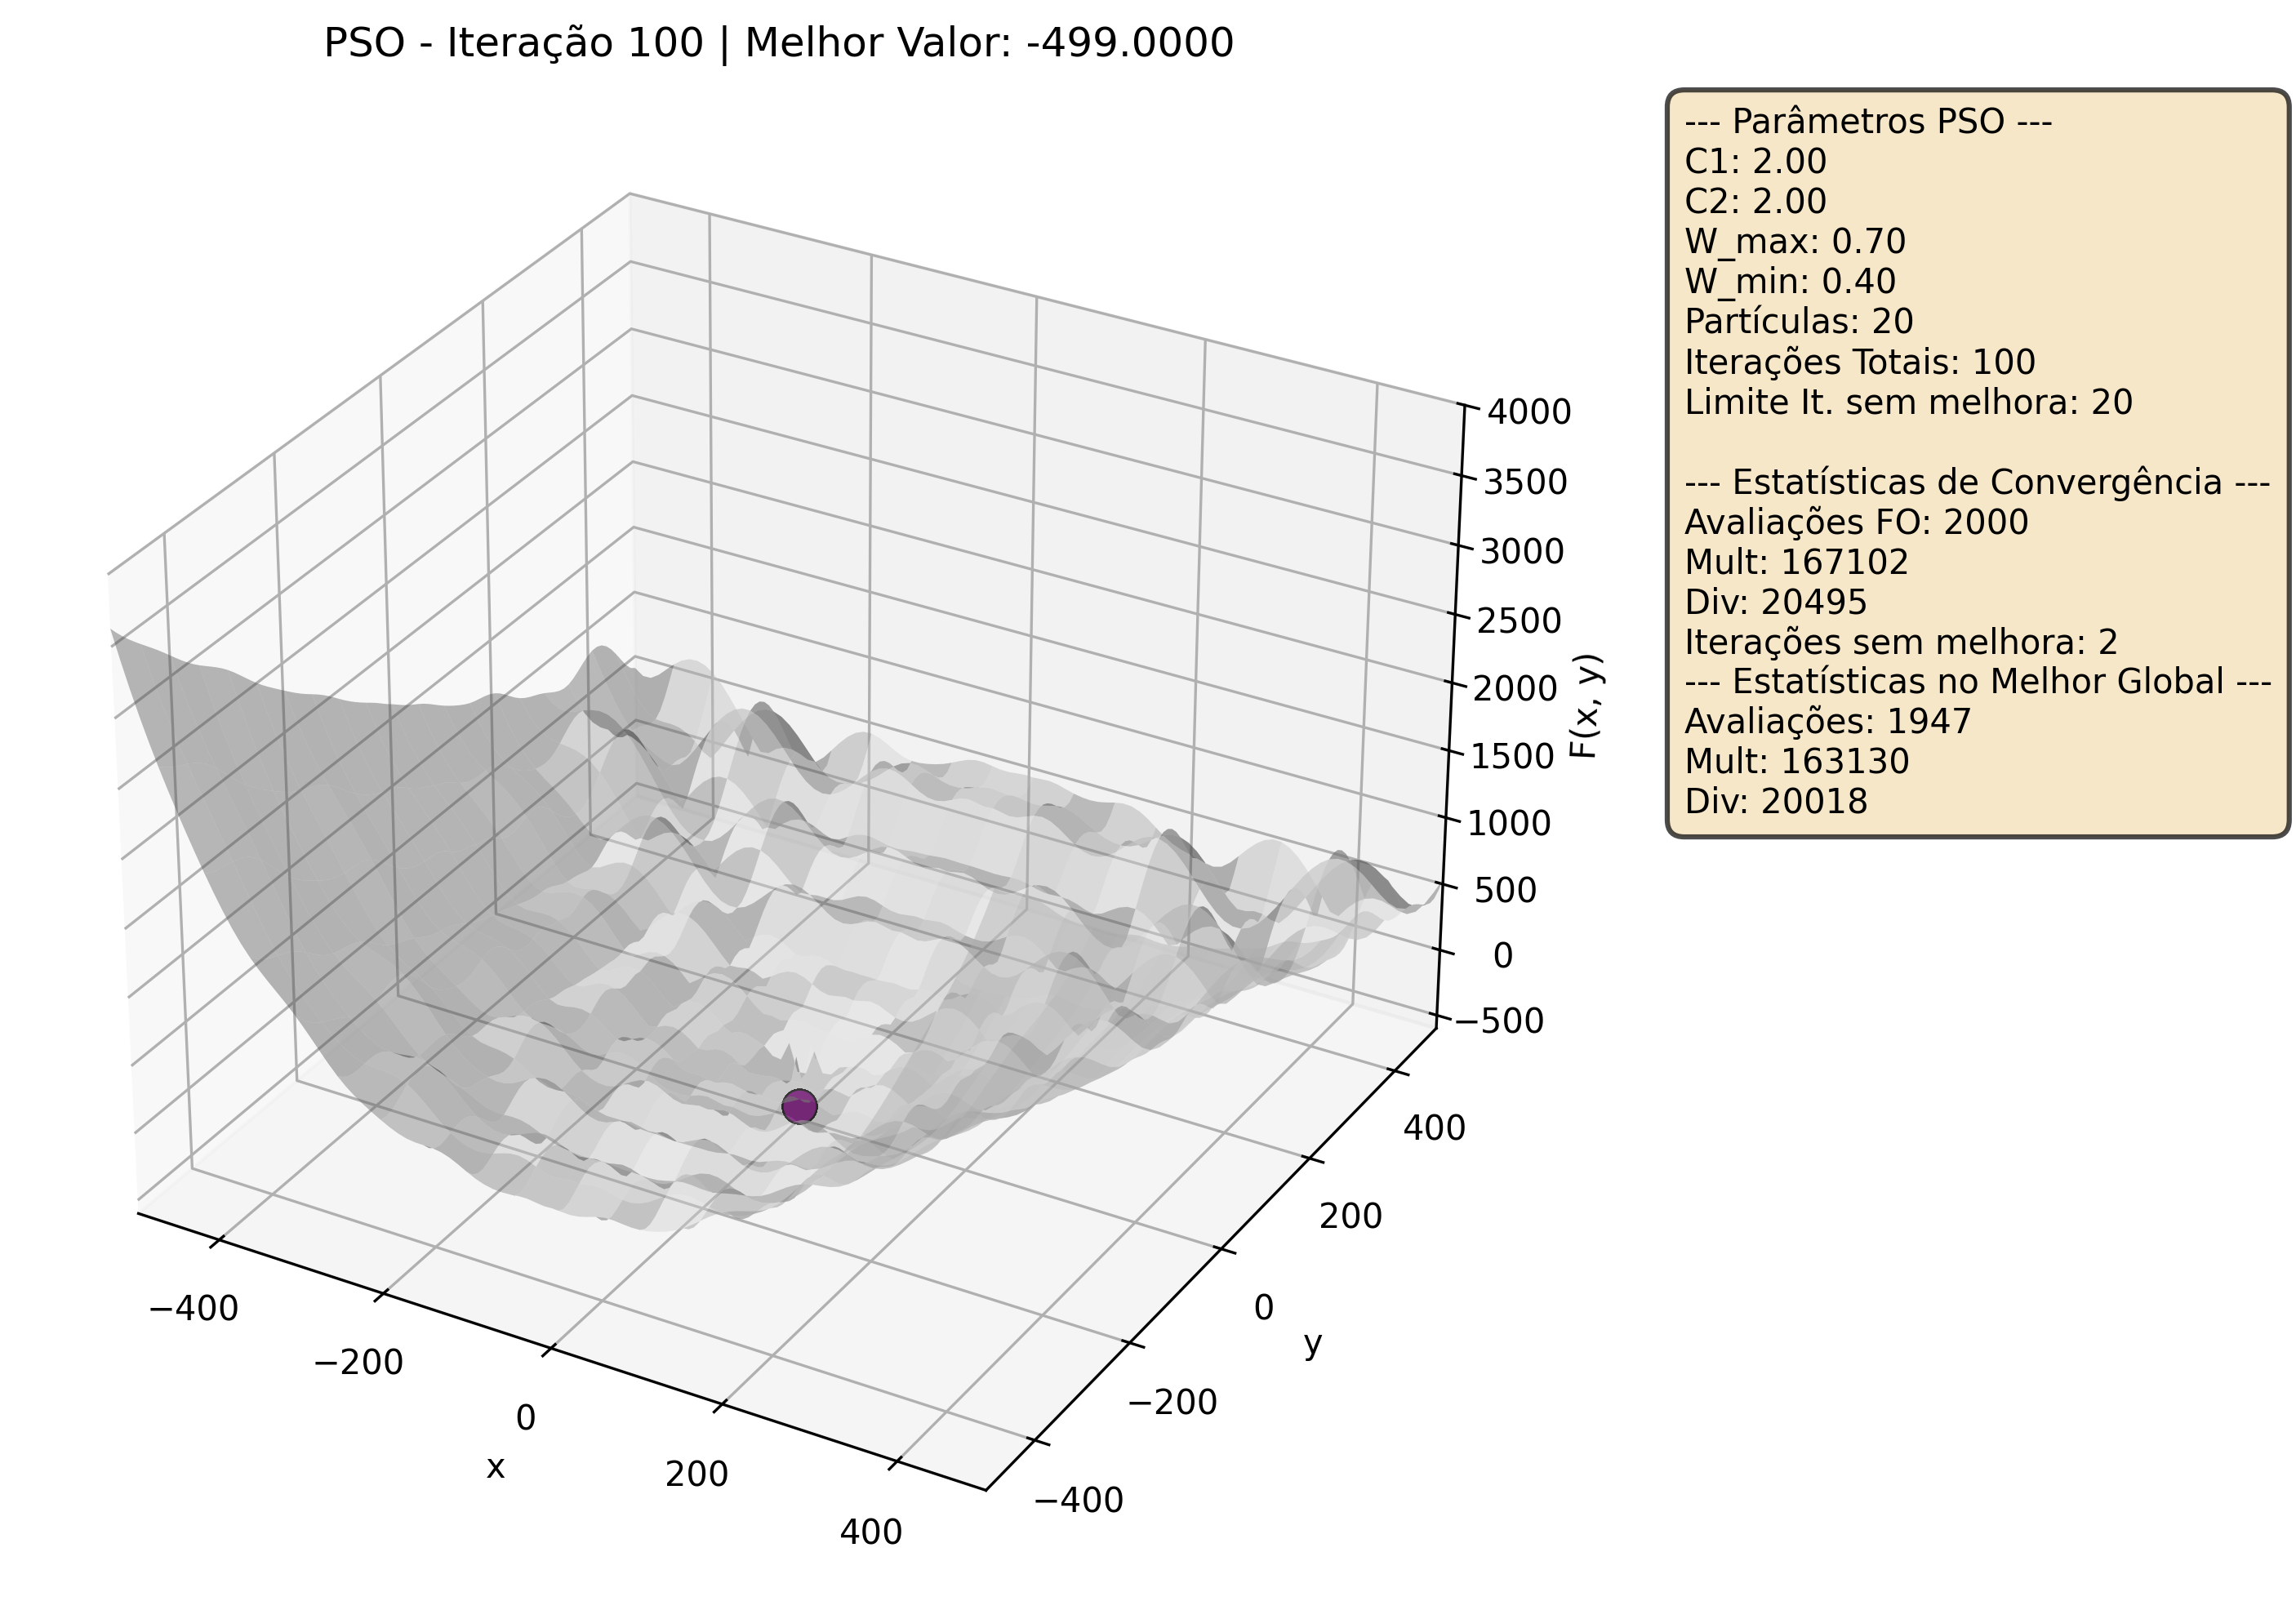 PSO - Iteração 100 | Melhor Valor: -499.0000
--- Parâmetros PSO ---
C1: 2.00
C2: 2.00
W_max: 0.70
W_min: 0.40
Partículas: 20
Iterações Totais: 100
Limite It. sem melhora: 20
--- Estatísticas de Convergência ---
Avaliações FO: 2000
Mult: 167102
Div: 20495
Iterações sem melhora: 2
--- Estatísticas no Melhor Global ---
Avaliações: 1947
Mult: 163130
Div: 20018
4000
3500
3000
2500
2000
1500
1000
500
0
−500
F(x, y)
400
200
0
−200
−400
y
−400
−200
0
200
400
x